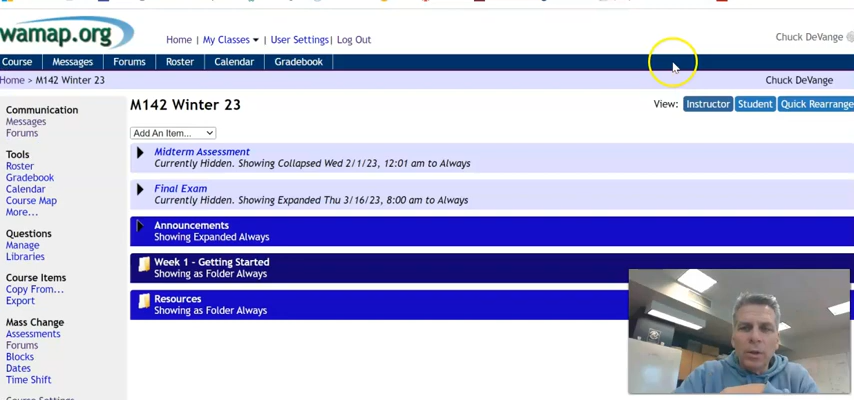 wamap.org
Home | My Classes | User Settings | Log Out
Chuck DeVange
Course Messages Forums Roster Calendar Gradebook
Home > M142 Winter 23
Chuck DeVange
Communication
Messages
Forums
Tools
Roster
Gradebook
Calendar
Course Map
More...
Questions
Manage
Libraries
Course Items
Copy From...
Export
Mass Change
Assessments
Forums
Blocks
Dates
Time Shift
M142 Winter 23
View: Instructor Student Quick Rearrange
Add An Item...
Midterm Assessment
Currently Hidden. Showing Collapsed Wed 2/1/23, 12:01 am to Always
Final Exam
Currently Hidden. Showing Expanded Thu 3/16/23, 8:00 am to Always
Announcements
Showing Expanded Always
Week 1 - Getting Started
Showing as Folder Always
Resources
Showing as Folder Always